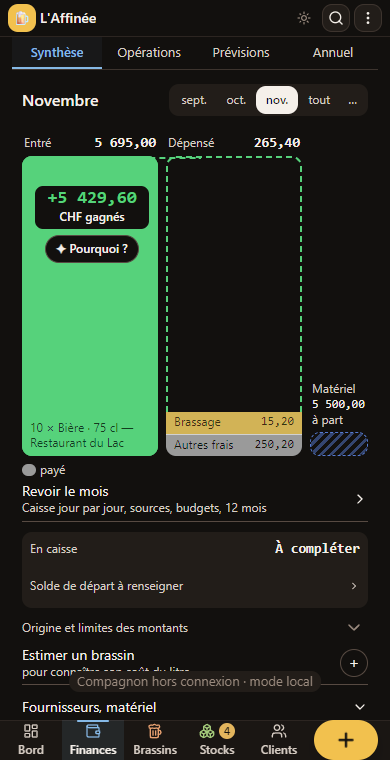 L'Affinée
Synthèse Opérations Prévisions Annuel
Novembre
sept. oct. nov. tout ...
Entré 5 695,00 Dépensé 265,40
+5 429,60
CHF gagnés
✦ Pourquoi ?
Matériel
5 500,00
à part
10 × Bière · 75 cl —
Restaurant du Lac
Brassage 15,20
Autres frais 250,20
payé
Revoir le mois
Caisse jour par jour, sources, budgets, 12 mois
En caisse À compléter
Solde de départ à renseigner
Origine et limites des montants
Estimer un brassin
pour connaître son coût du litre
Compagnon hors connexion · mode local
Fournisseurs, matériel
Bord Finances Brassins Stocks 4 Clients